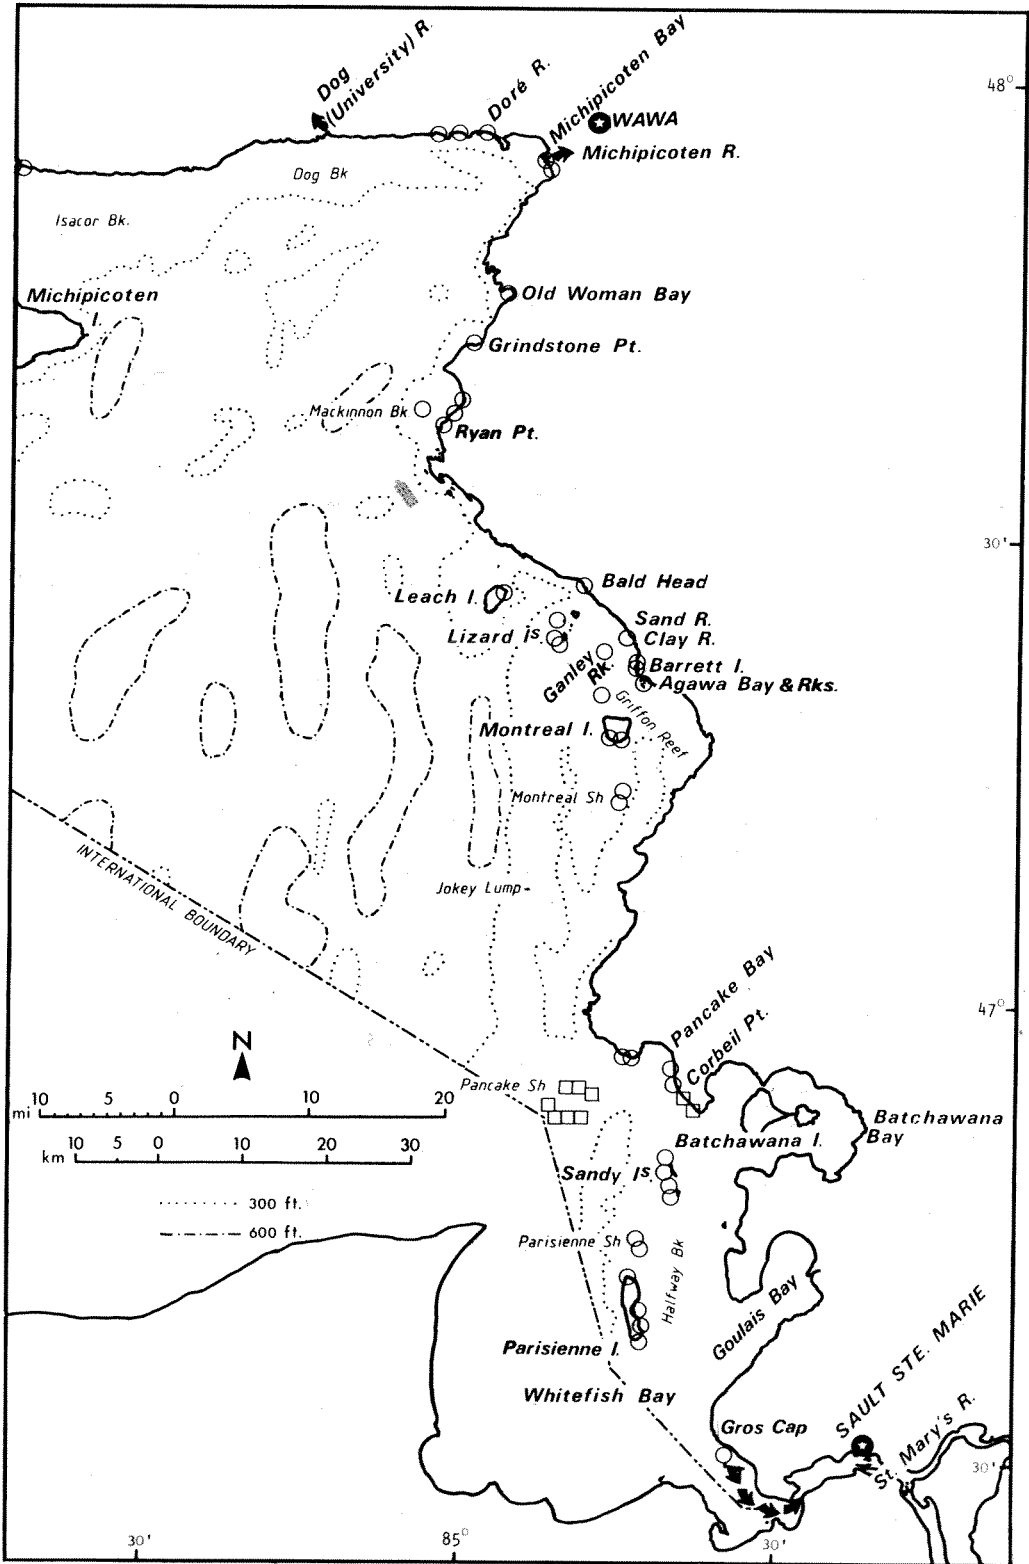 Dog
(University) R.
Doré R.
Michipicoten Bay
48°
WAWA
Michipicoten R.
Dog Bk
Isacor Bk.
Michipicoten
I
Old Woman Bay
Grindstone Pt.
Mackinnon Bk.
Ryan Pt.
30'
Bald Head
Leach I.
Sand R.
Lizard Is
Clay R.
Ganley
Rk.
Barrett I.
Agawa Bay & Rks.
Griffon Reef
Montreal I.
Montreal Sh
INTERNATIONAL BOUNDARY
Jokey Lump
Pancake Bay
47°
Corbeil Pt.
N
Pancake Sh
10 5 0 10 20
mi
Batchawana
Bay
Batchawana I.
10 5 0 10 20 30
km
Sandy Is
300 ft.
600 ft.
Parisienne Sh
Halfway Bk
Goulais Bay
Parisienne I.
SAULT STE. MARIE
Whitefish Bay
Gros Cap
St. Mary's R.
30'
30'
85°
30'